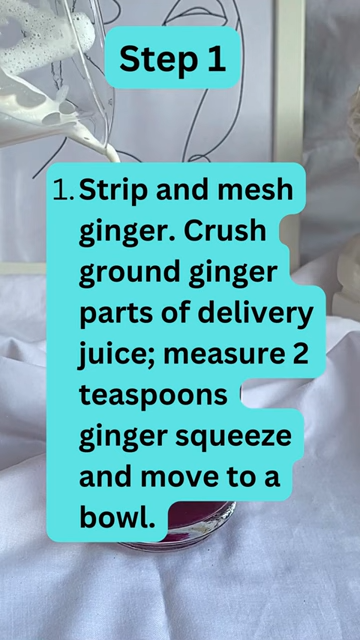 Step 1
1. Strip and mesh
ginger. Crush
ground ginger
parts of delivery
juice; measure 2
teaspoons
ginger squeeze
and move to a
bowl.